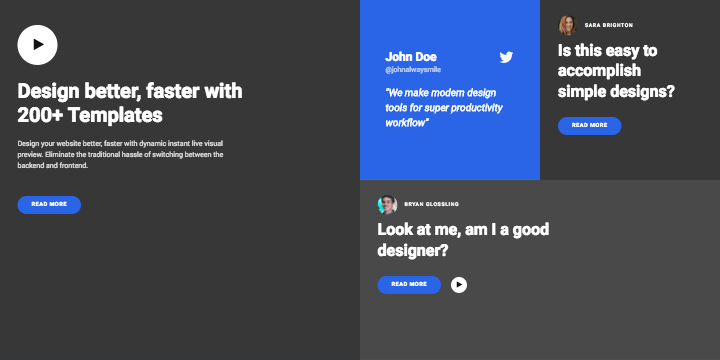 Design better, faster with
200+ Templates
Design your website better, faster with dynamic instant live visual
preview. Eliminate the traditional hassle of switching between the
backend and frontend.
READ MORE
John Doe
@johnalwaysmile
"We make modern design
tools for super productivity
workflow"
SARA BRIGHTON
Is this easy to
accomplish
simple designs?
READ MORE
BRYAN GLOSSLING
Look at me, am I a good
designer?
READ MORE